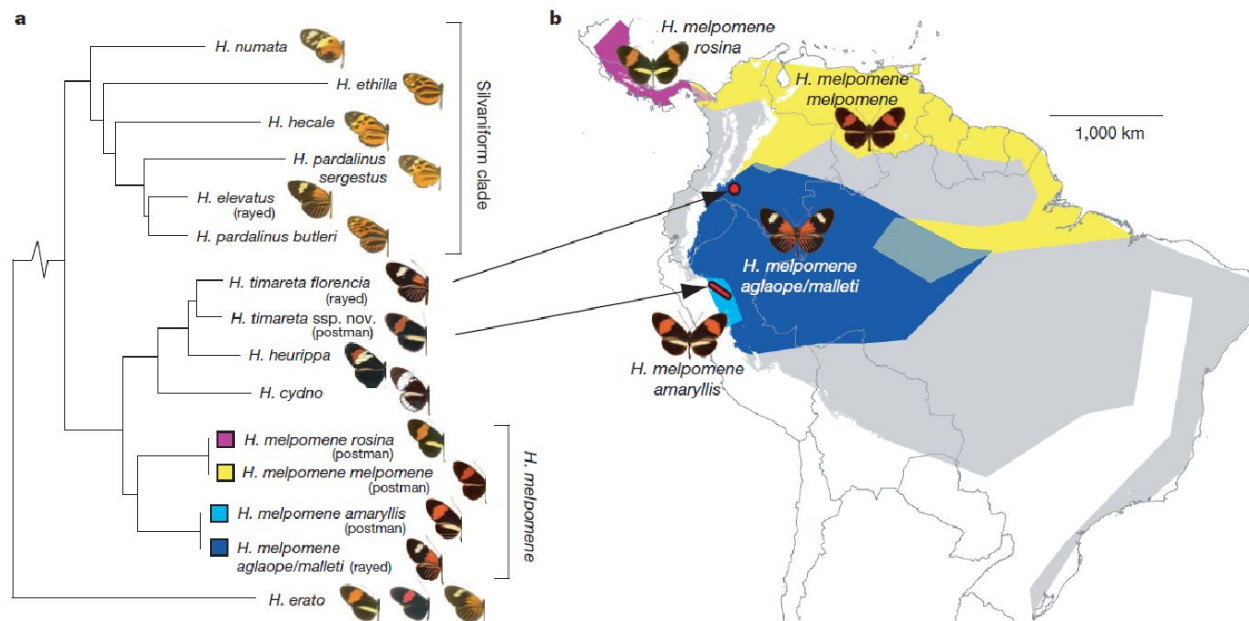 a
H. numata
H. ethilla
H. hecale
H. pardalinus
sergestus
H. elevatus
(rayed)
H. pardalinus butleri
Silvaniform clade
H. timareta florencia
(rayed)
H. timareta ssp. nov.
(postman)
H. heurippa
H. cydno
H. melpomene rosina
(postman)
H. melpomene melpomene
(postman)
H. melpomene amaryllis
(postman)
H. melpomene
aglaope/malleti (rayed)
H. melpomene
H. erato
b
H. melpomene
rosina
H. melpomene
melpomene
1,000 km
H. melpomene
aglaope/malleti
H. melpomene
amaryllis